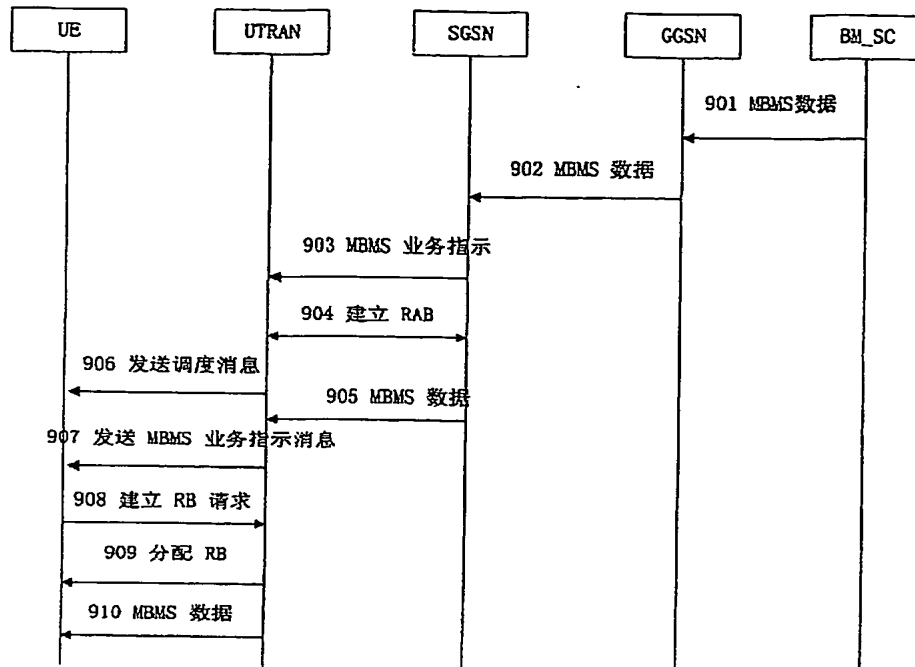 UE
UTRAN
SGSN
GGSN
BM_SC
901 MBMS数据
902 MBMS 数据
903 MBMS 业务指示
904 建立 RAB
906 发送调度消息
905 MBMS 数据
907 发送 MBMS 业务指示消息
908 建立 RB 请求
909 分配 RB
910 MBMS 数据